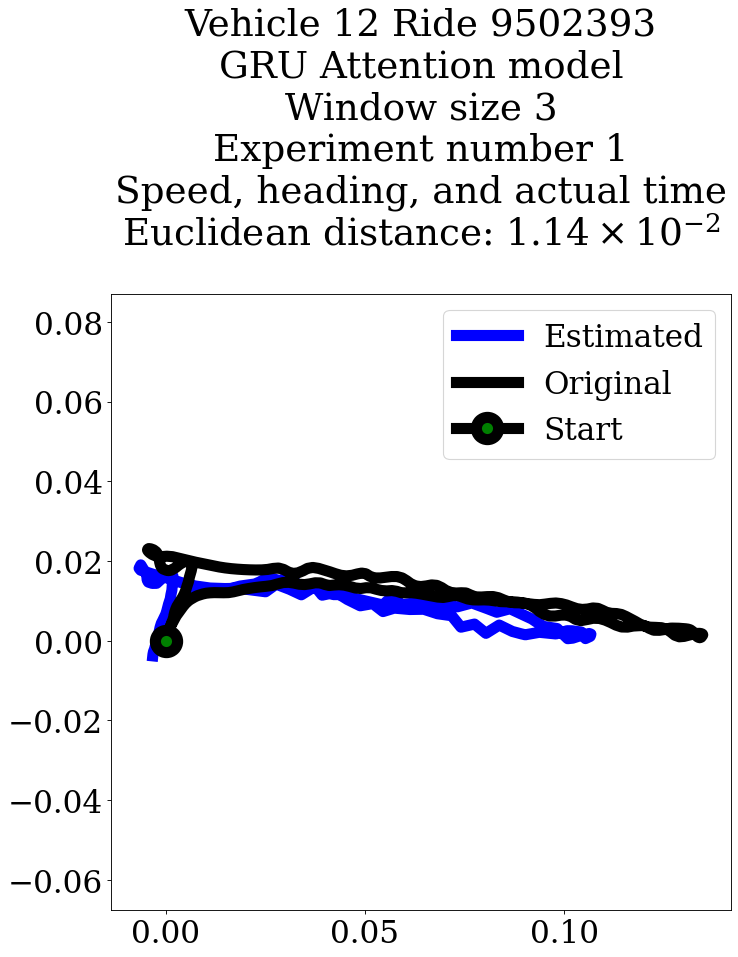 Vehicle 12 Ride 9502393
GRU Attention model
Window size 3
Experiment number 1
Speed, heading, and actual time
Euclidean distance: 1.14 × 10⁻²
Estimated
Original
Start
0.08
0.06
0.04
0.02
0.00
−0.02
−0.04
−0.06
0.00 0.05 0.10